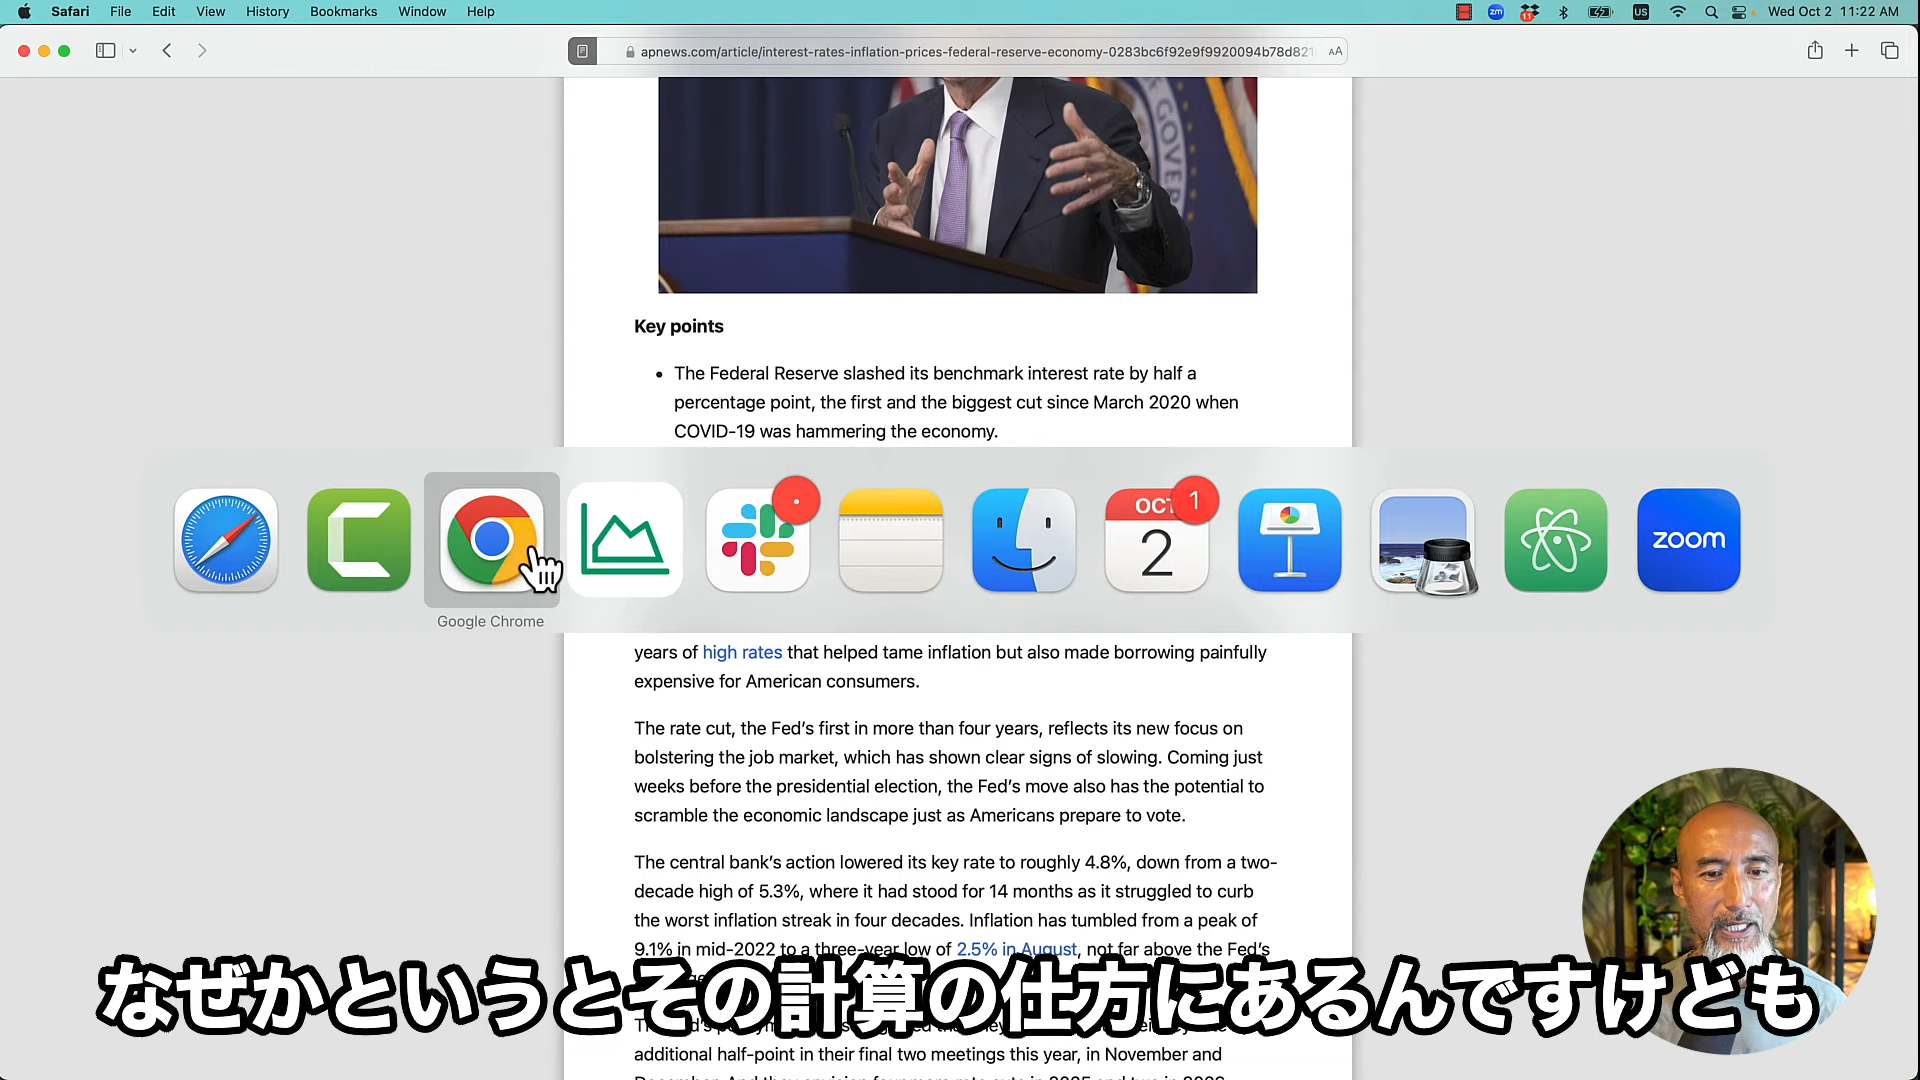 Safari File Edit View History Bookmarks Window Help
zm 11 US Wed Oct 2 11:22 AM
apnews.com/article/interest-rates-inflation-prices-federal-reserve-economy-0283bc6f92e9f9920094b78d821 AA
GOVER
Key points
• The Federal Reserve slashed its benchmark interest rate by half a
percentage point, the first and the biggest cut since March 2020 when
COVID-19 was hammering the economy.
OCT 1
2
zoom
Google Chrome
years of high rates that helped tame inflation but also made borrowing painfully
expensive for American consumers.
The rate cut, the Fed's first in more than four years, reflects its new focus on
bolstering the job market, which has shown clear signs of slowing. Coming just
weeks before the presidential election, the Fed's move also has the potential to
scramble the economic landscape just as Americans prepare to vote.
The central bank's action lowered its key rate to roughly 4.8%, down from a two-
decade high of 5.3%, where it had stood for 14 months as it struggled to curb
the worst inflation streak in four decades. Inflation has tumbled from a peak of
9.1% in mid-2022 to a three-year low of 2.5% in August, not far above the Fed's
なぜかというとその計算の仕方にあるんですけども
additional half-point in their final two meetings this year, in November and